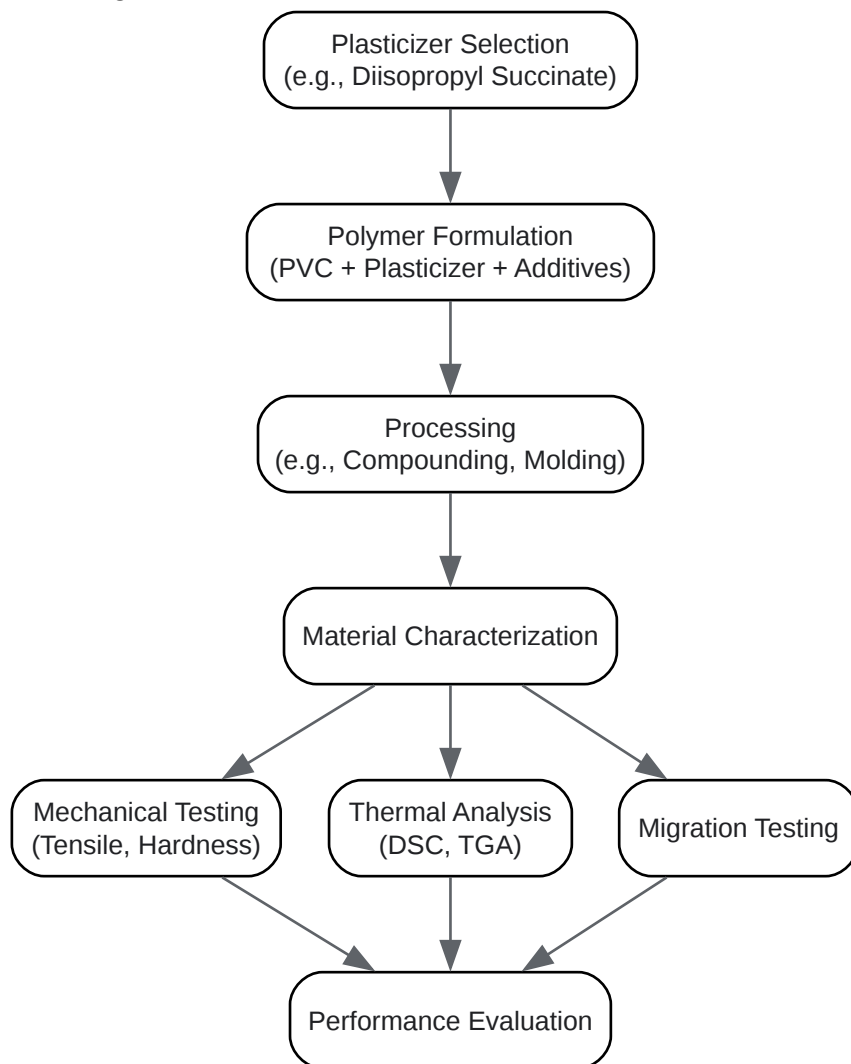 Plasticizer Selection
(e.g., Diisopropyl Succinate)
Polymer Formulation
(PVC + Plasticizer + Additives)
Processing
(e.g., Compounding, Molding)
Material Characterization
Mechanical Testing
(Tensile, Hardness)
Thermal Analysis
(DSC, TGA)
Migration Testing
Performance Evaluation